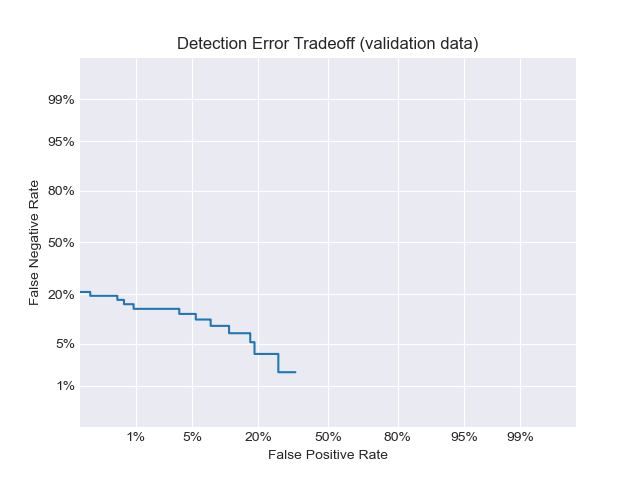 Detection Error Tradeoff (validation data)
False Negative Rate
99%
95%
80%
50%
20%
5%
1%
1% 5% 20% 50% 80% 95% 99%
False Positive Rate